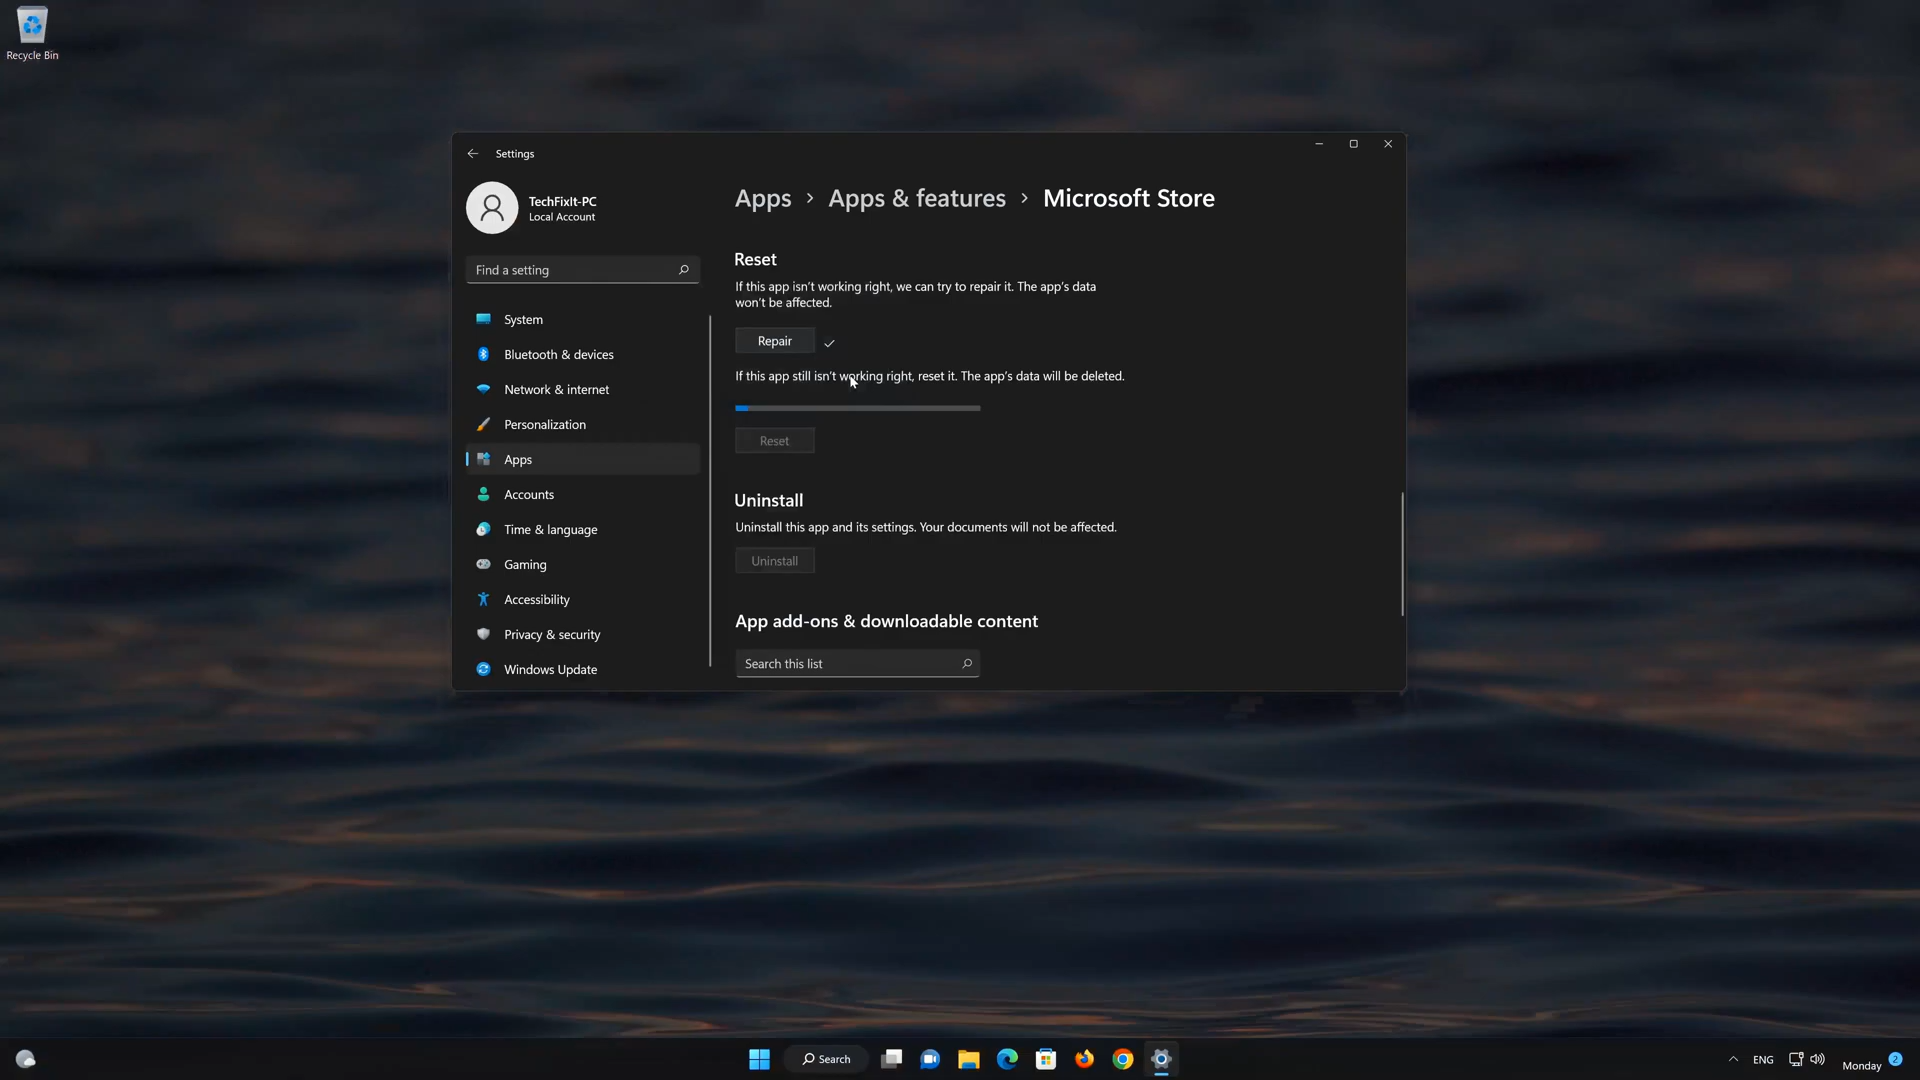 Recycle Bin
Settings
TechFixIt-PC
Local Account
Find a setting
System
Bluetooth & devices
Network & internet
Personalization
Apps
Accounts
Time & language
Gaming
Accessibility
Privacy & security
Windows Update
Apps > Apps & features > Microsoft Store
Reset
If this app isn't working right, we can try to repair it. The app's data
won't be affected.
Repair
If this app still isn't working right, reset it. The app's data will be deleted.
Reset
Uninstall
Uninstall this app and its settings. Your documents will not be affected.
Uninstall
App add-ons & downloadable content
Search this list
Search
ENG
Monday
2